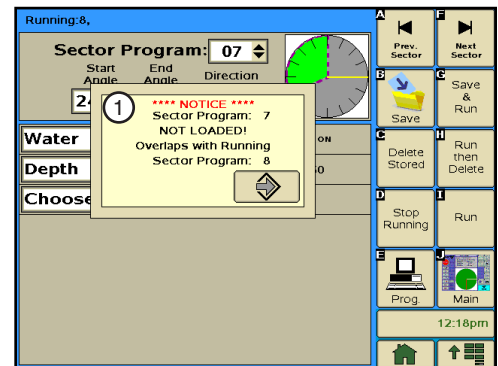 Running:8,
Sector Program: 07
Start Angle
End Angle
Direction
1
**** NOTICE ****
Sector Program: 7
NOT LOADED!
Overlaps with Running
Sector Program: 8
Water
Depth
Choose
ON
A
Prev. Sector
F
Next Sector
B
Save
G
Save & Run
C
Delete Stored
H
Run then Delete
D
Stop Running
I
Run
E
Prog.
J
Main
12:18pm